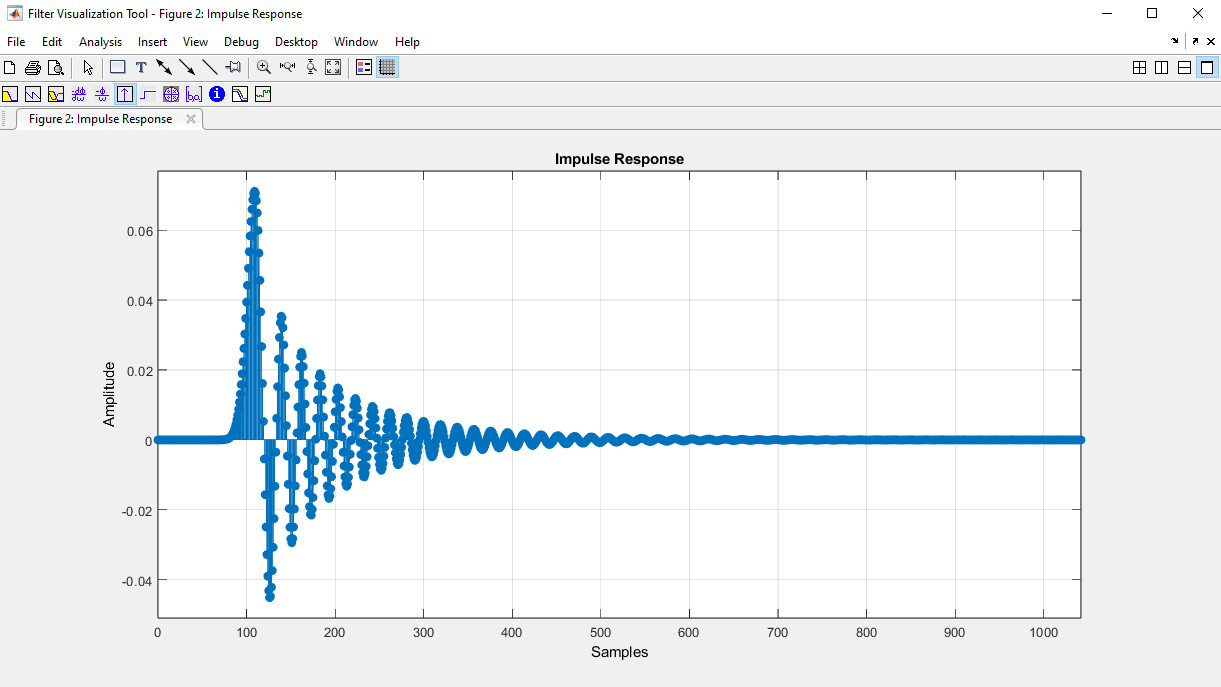 Filter Visualization Tool - Figure 2: Impulse Response
File Edit Analysis Insert View Debug Desktop Window Help
Figure 2: Impulse Response
Impulse Response
0.06
0.04
0.02
0
-0.02
-0.04
Amplitude
0 100 200 300 400 500 600 700 800 900 1000
Samples